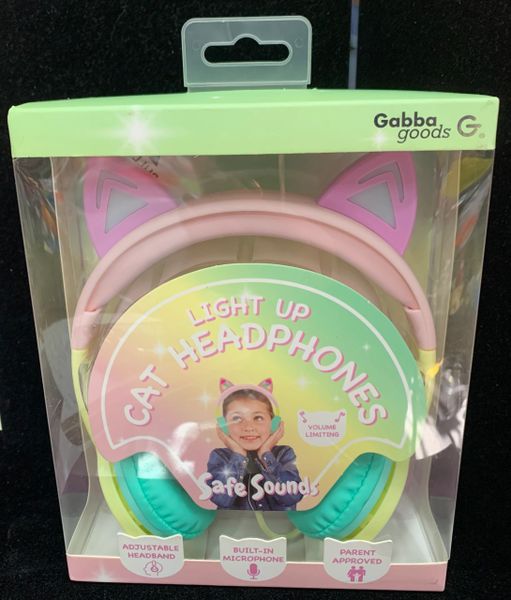 Gabba
goods
LIGHT UP
CAT HEADPHONES
VOLUME
LIMITING
Safe Sounds
ADJUSTABLE
HEADBAND
BUILT-IN
MICROPHONE
PARENT
APPROVED